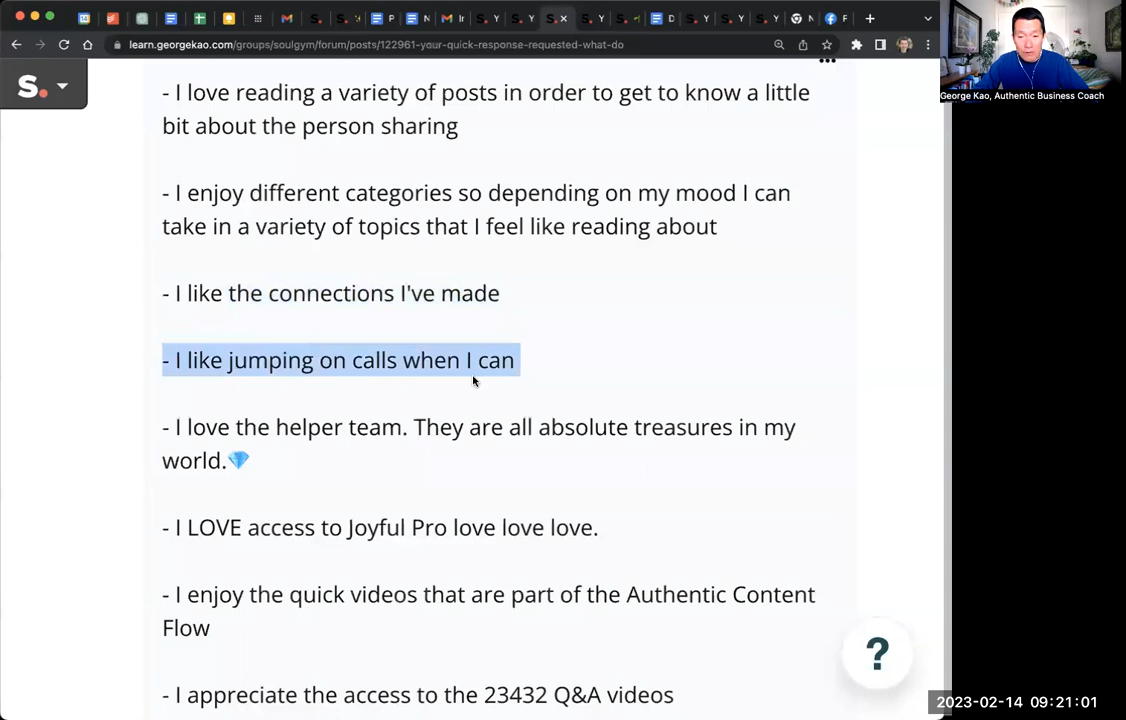 S
S
P
N
In
Y
Y
Y
D
Y
Y
Y
N
F
learn.georgekao.com/groups/soulgym/forum/posts/122961-your-quick-response-requested-what-do
S.
George Kao, Authentic Business Coach
- I love reading a variety of posts in order to get to know a little
bit about the person sharing
- I enjoy different categories so depending on my mood I can
take in a variety of topics that I feel like reading about
- I like the connections I've made
- I like jumping on calls when I can
- I love the helper team. They are all absolute treasures in my
world.💎
- I LOVE access to Joyful Pro love love love.
- I enjoy the quick videos that are part of the Authentic Content
Flow
?
- I appreciate the access to the 23432 Q&A videos
2023-02-14 09:21:01